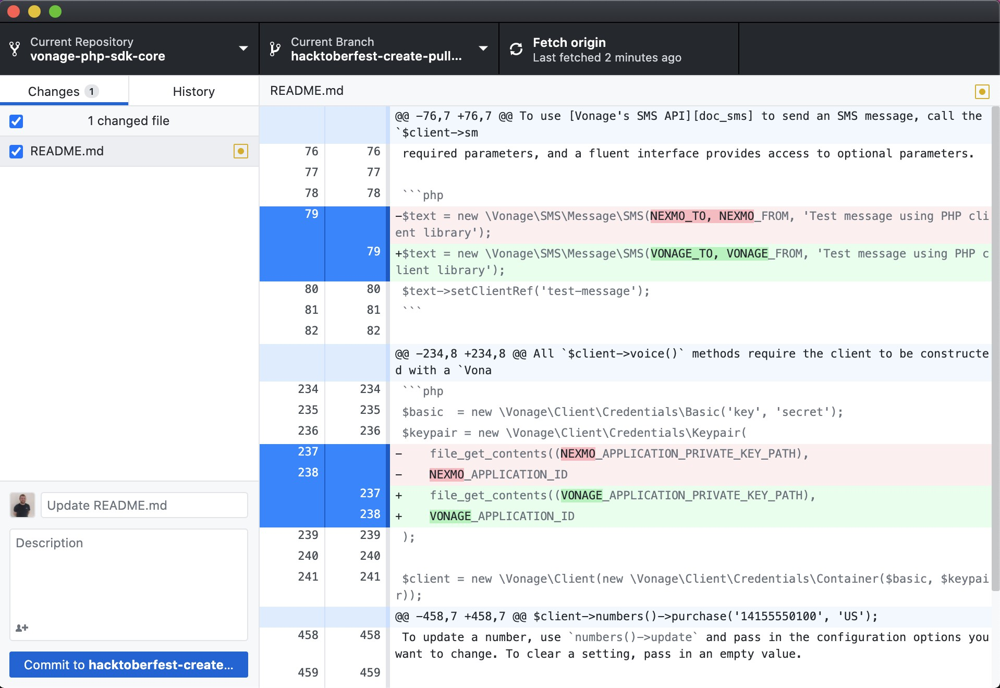 Current Repository
vonage-php-sdk-core
Current Branch
hacktoberfest-create-pull...
Fetch origin
Last fetched 2 minutes ago
Changes 1
History
README.md
1 changed file
README.md
@@ -76,7 +76,7 @@ To use [Vonage's SMS API][doc_sms] to send an SMS message, call the
`$client->sm
76 76 required parameters, and a fluent interface provides access to optional parameters.
77 77
78 78 ```php
79 -$text = new \Vonage\SMS\Message\SMS(NEXMO_TO, NEXMO_FROM, 'Test message using PHP cli
ent library');
79 +$text = new \Vonage\SMS\Message\SMS(VONAGE_TO, VONAGE_FROM, 'Test message using PHP c
lient library');
80 80 $text->setClientRef('test-message');
81 81 ```
82 82
@@ -234,8 +234,8 @@ All `$client->voice()` methods require the client to be constructe
d with a `Vona
234 234 ```php
235 235 $basic  = new \Vonage\Client\Credentials\Basic('key', 'secret');
236 236 $keypair = new \Vonage\Client\Credentials\Keypair(
237 -    file_get_contents((NEXMO_APPLICATION_PRIVATE_KEY_PATH),
238 -    NEXMO_APPLICATION_ID
237 +    file_get_contents((VONAGE_APPLICATION_PRIVATE_KEY_PATH),
238 +    VONAGE_APPLICATION_ID
239 239 );
240 240
241 241 $client = new \Vonage\Client(new \Vonage\Client\Credentials\Container($basic, $keypai
r));
@@ -458,7 +458,7 @@ $client->numbers()->purchase('14155550100', 'US');
458 458 To update a number, use `numbers()->update` and pass in the configuration options you
want to change. To clear a setting, pass in an empty value.
459 459
Update README.md
Description
Commit to hacktoberfest-create...